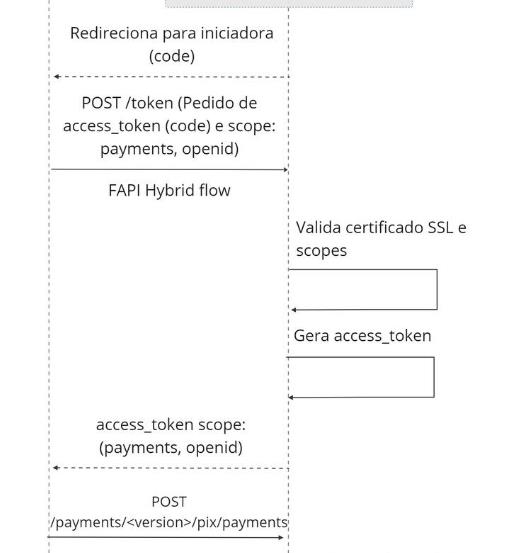 Redireciona para iniciadora
(code)
POST /token (Pedido de
access_token (code) e scope:
payments, openid)
FAPI Hybrid flow
Valida certificado SSL e
scopes
Gera access_token
access_token scope:
(payments, openid)
POST
/payments/<version>/pix/payments